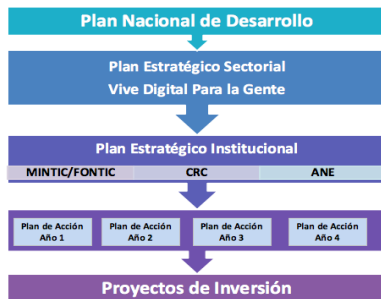 Plan Nacional de Desarrollo
Plan Estratégico Sectorial
Vive Digital Para la Gente
Plan Estratégico Institucional
MINTIC/FONTIC CRC ANE
Plan de Acción Plan de Acción Plan de Acción Plan de Acción
Año 1 Año 2 Año 3 Año 4
Proyectos de Inversión